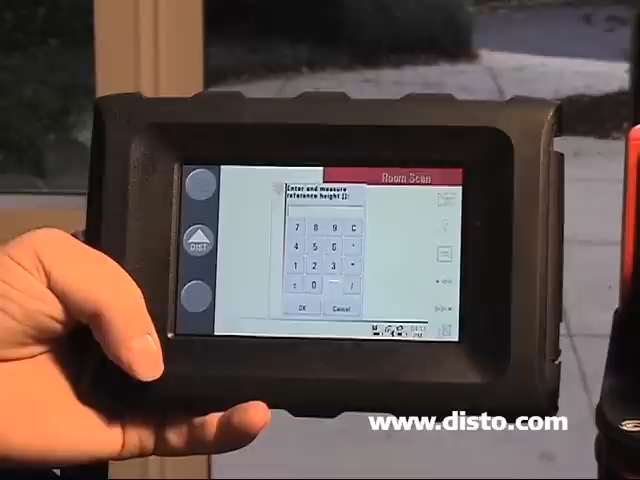 Room Scan
Enter and measure
reference height []:
DIST
7 8 9 C
4 5 6
1 2 3
± 0 /
OK Cancel
PM
www.disto.com